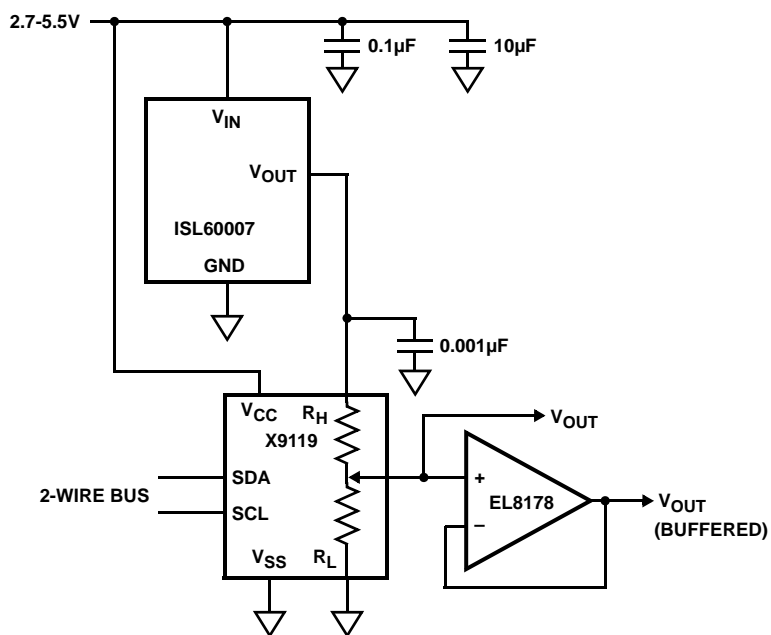 2.7-5.5V
0.1µF
10µF
VIN
VOUT
ISL60007
GND
0.001µF
VCC
RH
X9119
VOUT
2-WIRE BUS
SDA
SCL
+
EL8178
–
VOUT
(BUFFERED)
VSS
RL